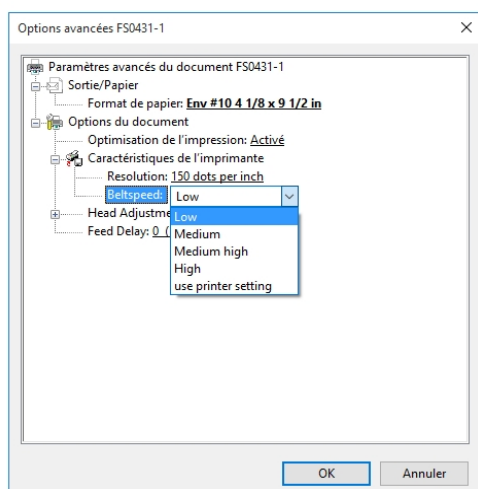 Options avancées FS0431-1
Paramètres avancés du document FS0431-1
Sortie/Papier
Format de papier: Env #10 4 1/8 x 9 1/2 in
Options du document
Optimisation de l'impression: Activé
Caractéristiques de l'imprimante
Resolution: 150 dots per inch
Beltspeed: Low
Head Adjustme
Low
Feed Delay: 0 (
Medium
Medium high
High
use printer setting
OK Annuler